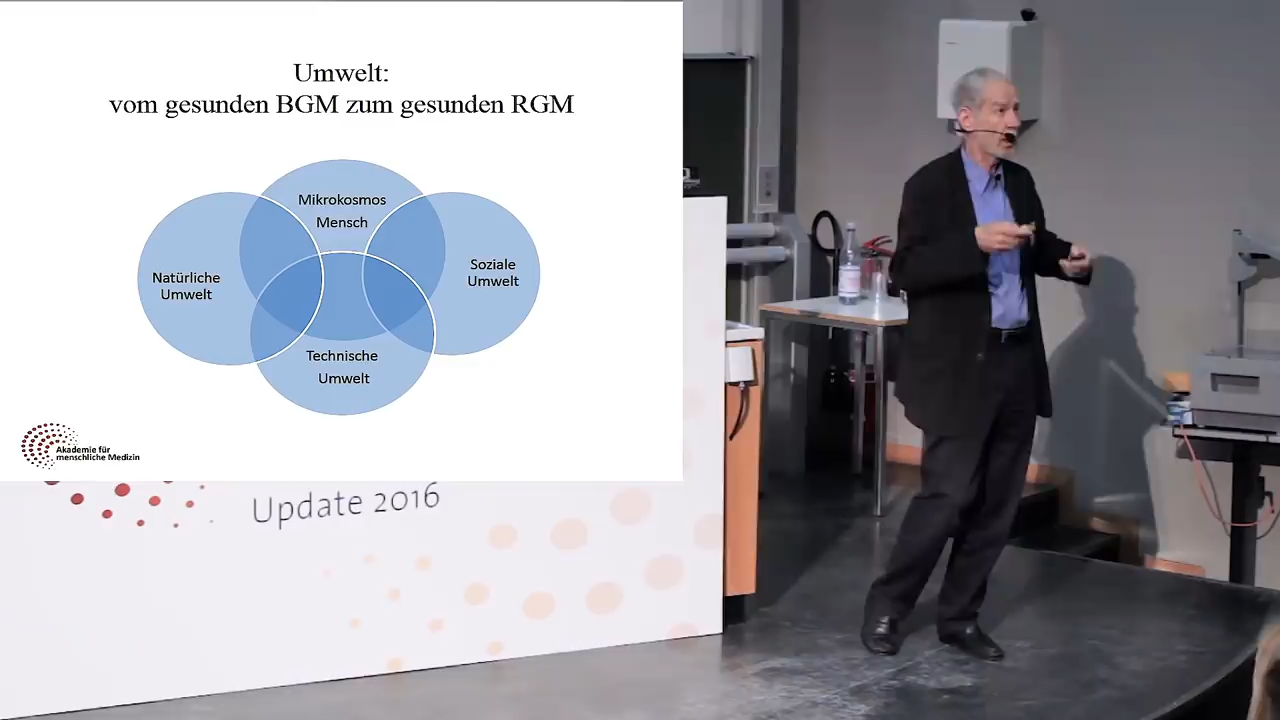 Umwelt:
vom gesunden BGM zum gesunden RGM
Mikrokosmos
Mensch
Natürliche
Umwelt
Soziale
Umwelt
Technische
Umwelt
Akademie für
menschliche Medizin
Update 2016